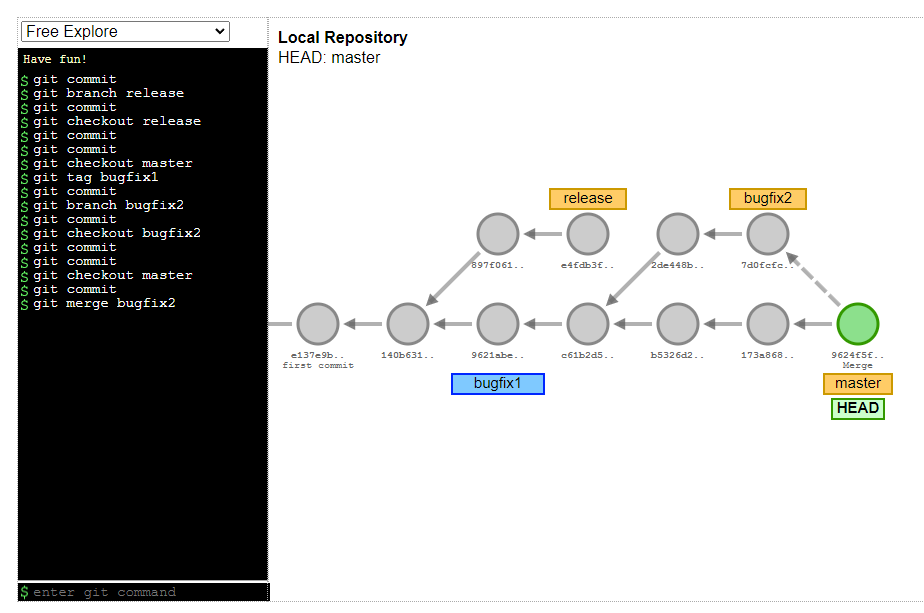 Free Explore
Have fun!
$ git commit
$ git branch release
$ git commit
$ git checkout release
$ git commit
$ git commit
$ git checkout master
$ git tag bugfix1
$ git commit
$ git branch bugfix2
$ git commit
$ git checkout bugfix2
$ git commit
$ git commit
$ git checkout master
$ git commit
$ git merge bugfix2
$ enter git command
Local Repository
HEAD: master
release
bugfix2
897f061..
e4fdb3f..
2de448b..
7d0fcfc..
e137e9b..
first commit
140b631..
9621abe..
c61b2d5..
b5326d2..
173a868..
9624f5f..
Merge
bugfix1
master
HEAD